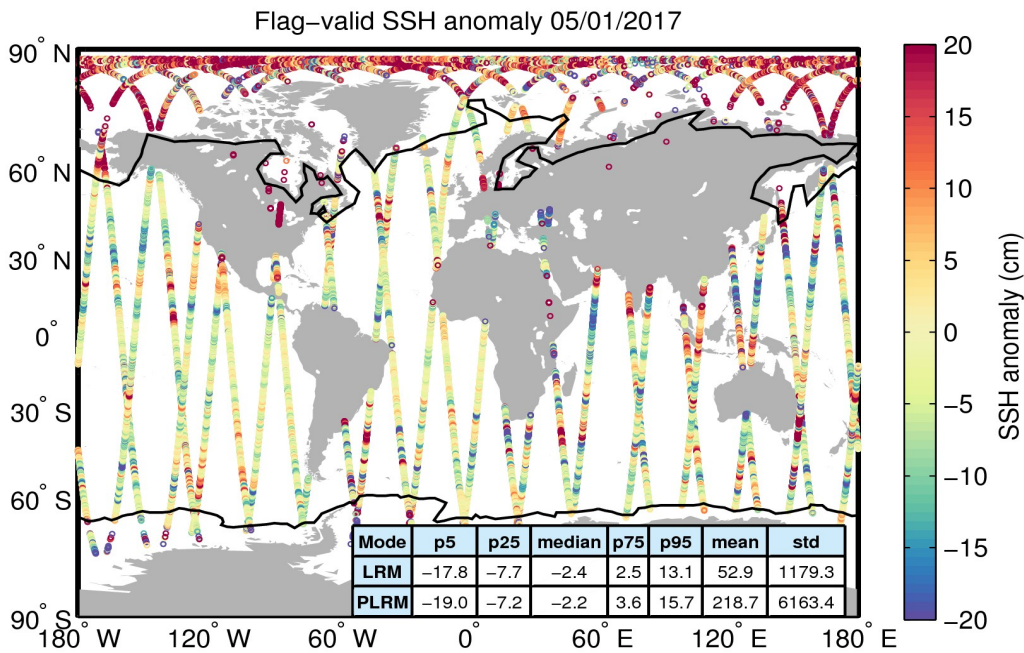 Flag−valid SSH anomaly 05/01/2017
90° N
60° N
30° N
0°
30° S
60° S
90° S
180° W
120° W
60° W
0°
60° E
120° E
180° E
Mode p5 p25 median p75 p95 mean std
LRM −17.8 −7.7 −2.4 2.5 13.1 52.9 1179.3
PLRM −19.0 −7.2 −2.2 3.6 15.7 218.7 6163.4
20
15
10
5
0
−5
−10
−15
−20
SSH anomaly (cm)